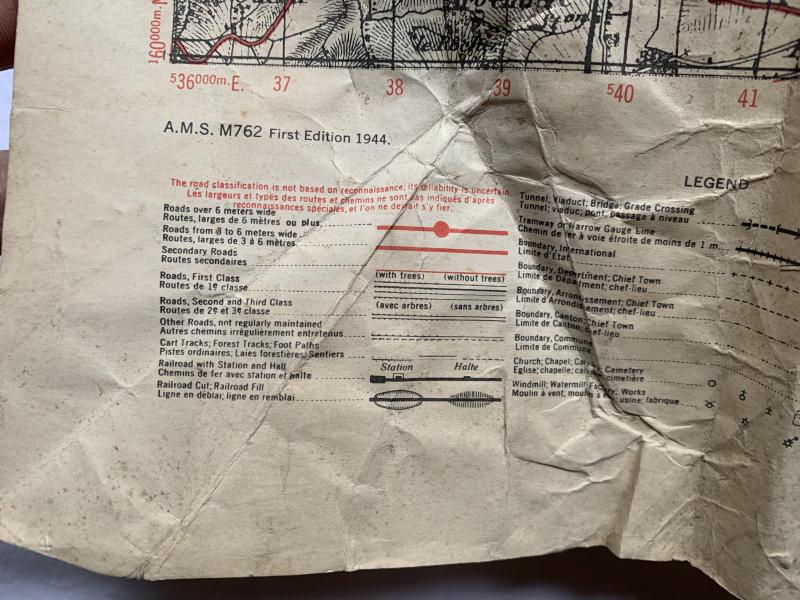 160000m.N
le Rocher
536000m.E. 37 38 39 540 41
A.M.S. M762 First Edition 1944.
The road classification is not based on reconnaissance; its reliability is uncertain.
Les largeurs et types des routes et chemins ne sont pas indiqués d'après
reconnaissances spéciales, et l'on ne devrait s'y fier.
Roads over 6 meters wide
Routes, larges de 6 mètres ou plus
Roads from 3 to 6 meters wide
Routes, larges de 3 à 6 mètres
Secondary Roads
Routes secondaires
Roads, First Class (with trees) (without trees)
Routes de 1e classe
Roads, Second and Third Class (avec arbres) (sans arbres)
Routes de 2e et 3e classe
Other Roads, not regularly maintained
Autres chemins irrégulièrement entretenus
Cart Tracks; Forest Tracks; Foot Paths
Pistes ordinaires; Laies forestières; Sentiers
Railroad with Station and Halt Station Halte
Chemins de fer avec station et halte
Railroad Cut; Railroad Fill
Ligne en déblai; ligne en remblai
LEGEND
Tunnel; Viaduct; Bridge; Grade Crossing
Tunnel; viaduc; pont; passage à niveau
Tramway or Narrow Gauge Line
Chemin de fer à voie étroite de moins de 1 m
Boundary, International
Limite d'État
Boundary, Department; Chief Town
Limite de Département; chef-lieu
Boundary, Arrondissement; Chief Town
Limite d'Arrondissement; chef-lieu
Boundary, Canton; Chief Town
Limite de Canton; chef-lieu
Boundary, Commune
Limite de Commune
Church; Chapel; Cemetery
Eglise; chapelle; cimetière
Windmill; Watermill; Factory, Works
Moulin à vent; moulin à usine; fabrique